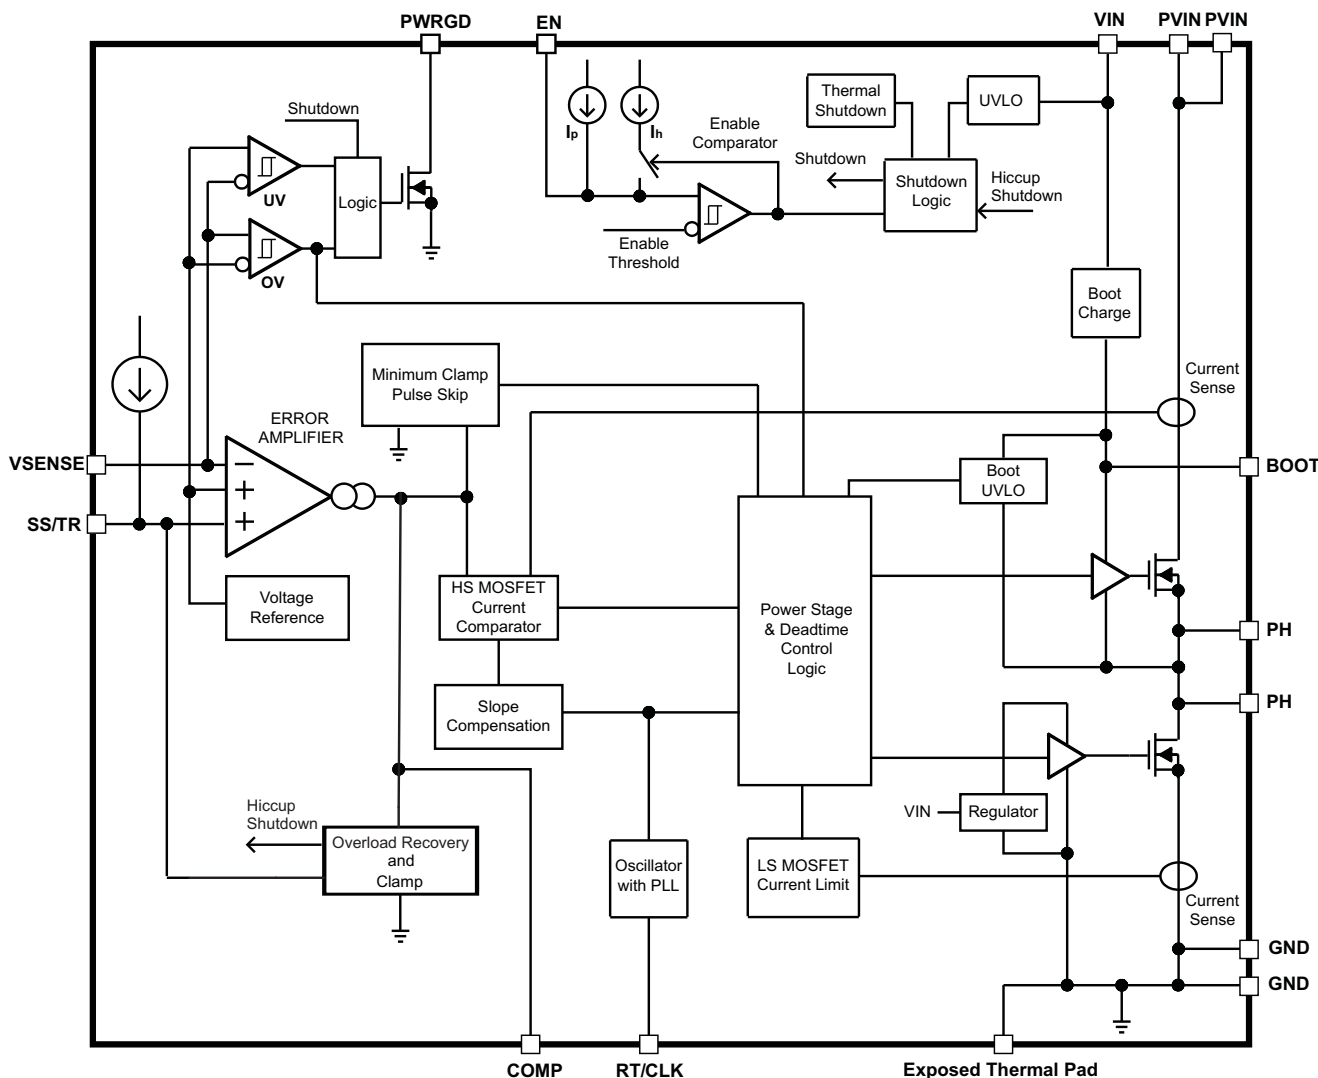 PWRGD
EN
VIN
PVIN
PVIN
Shutdown
Thermal
Shutdown
UVLO
Ip
Ih
Enable
Comparator
Shutdown
Shutdown
Logic
Hiccup
Shutdown
UV
Logic
Enable
Threshold
OV
Boot
Charge
Minimum Clamp
Pulse Skip
Current
Sense
ERROR
AMPLIFIER
VSENSE
−
+
+
SS/TR
Boot
UVLO
BOOT
Voltage
Reference
HS MOSFET
Current
Comparator
Power Stage
& Deadtime
Control
Logic
PH
Slope
Compensation
PH
Hiccup
Shutdown
Overload Recovery
and
Clamp
VIN
Regulator
Oscillator
with PLL
LS MOSFET
Current Limit
Current
Sense
GND
GND
COMP
RT/CLK
Exposed Thermal Pad